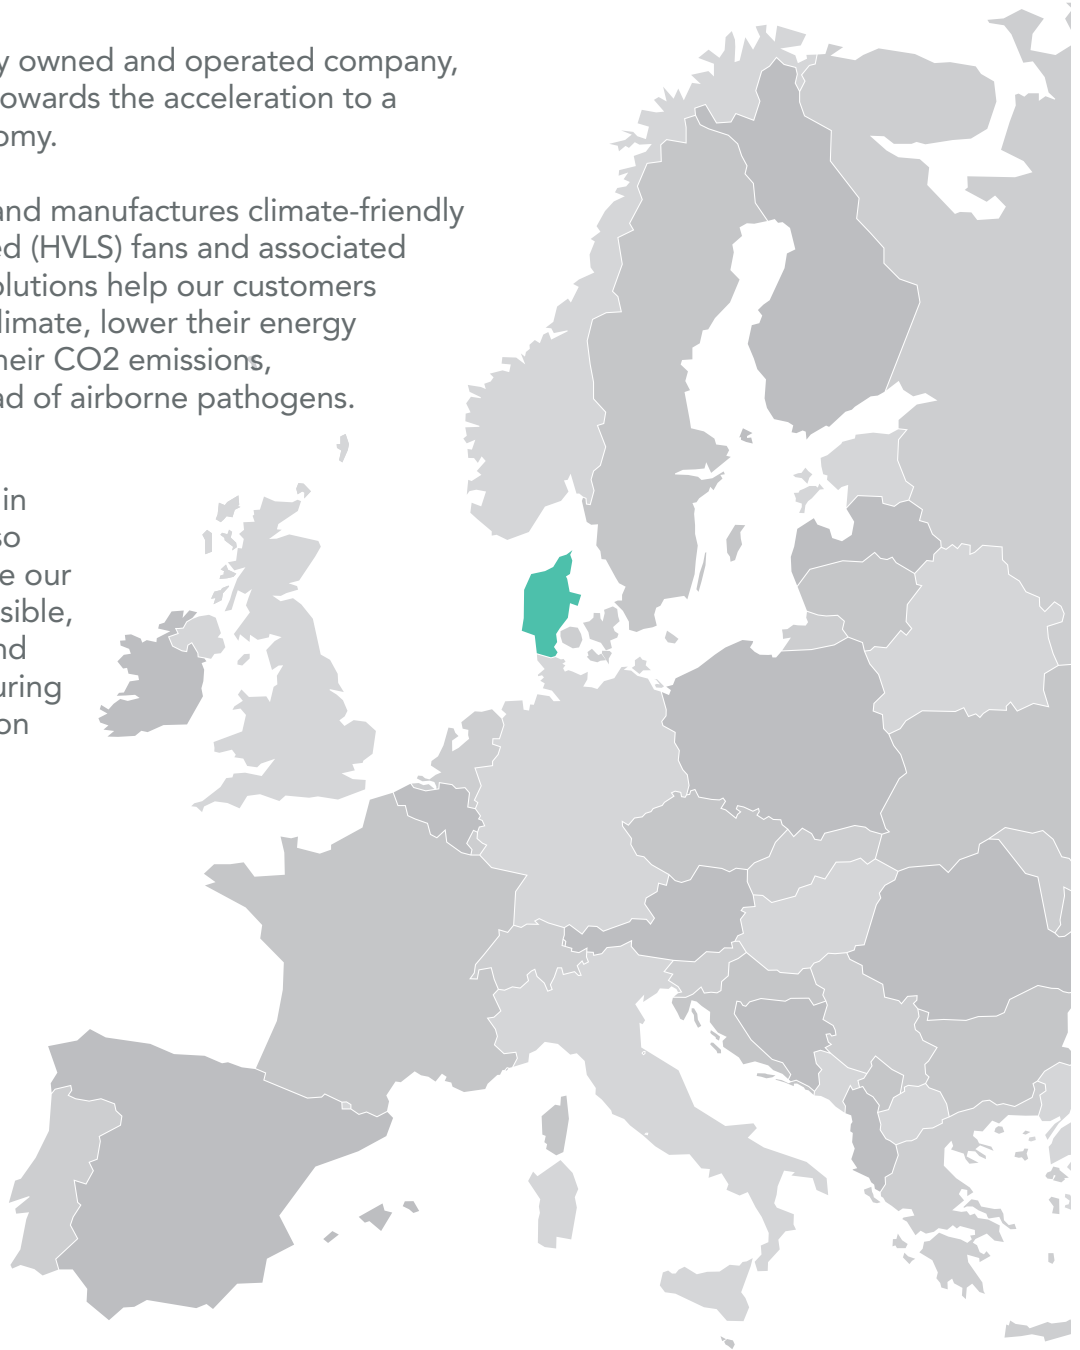 y owned and operated company,
owards the acceleration to a
omy.
and manufactures climate-friendly
ed (HVLS) fans and associated
olutions help our customers
limate, lower their energy
heir CO2 emissions,
ad of airborne pathogens.
in
so
e our
sible,
nd
uring
on